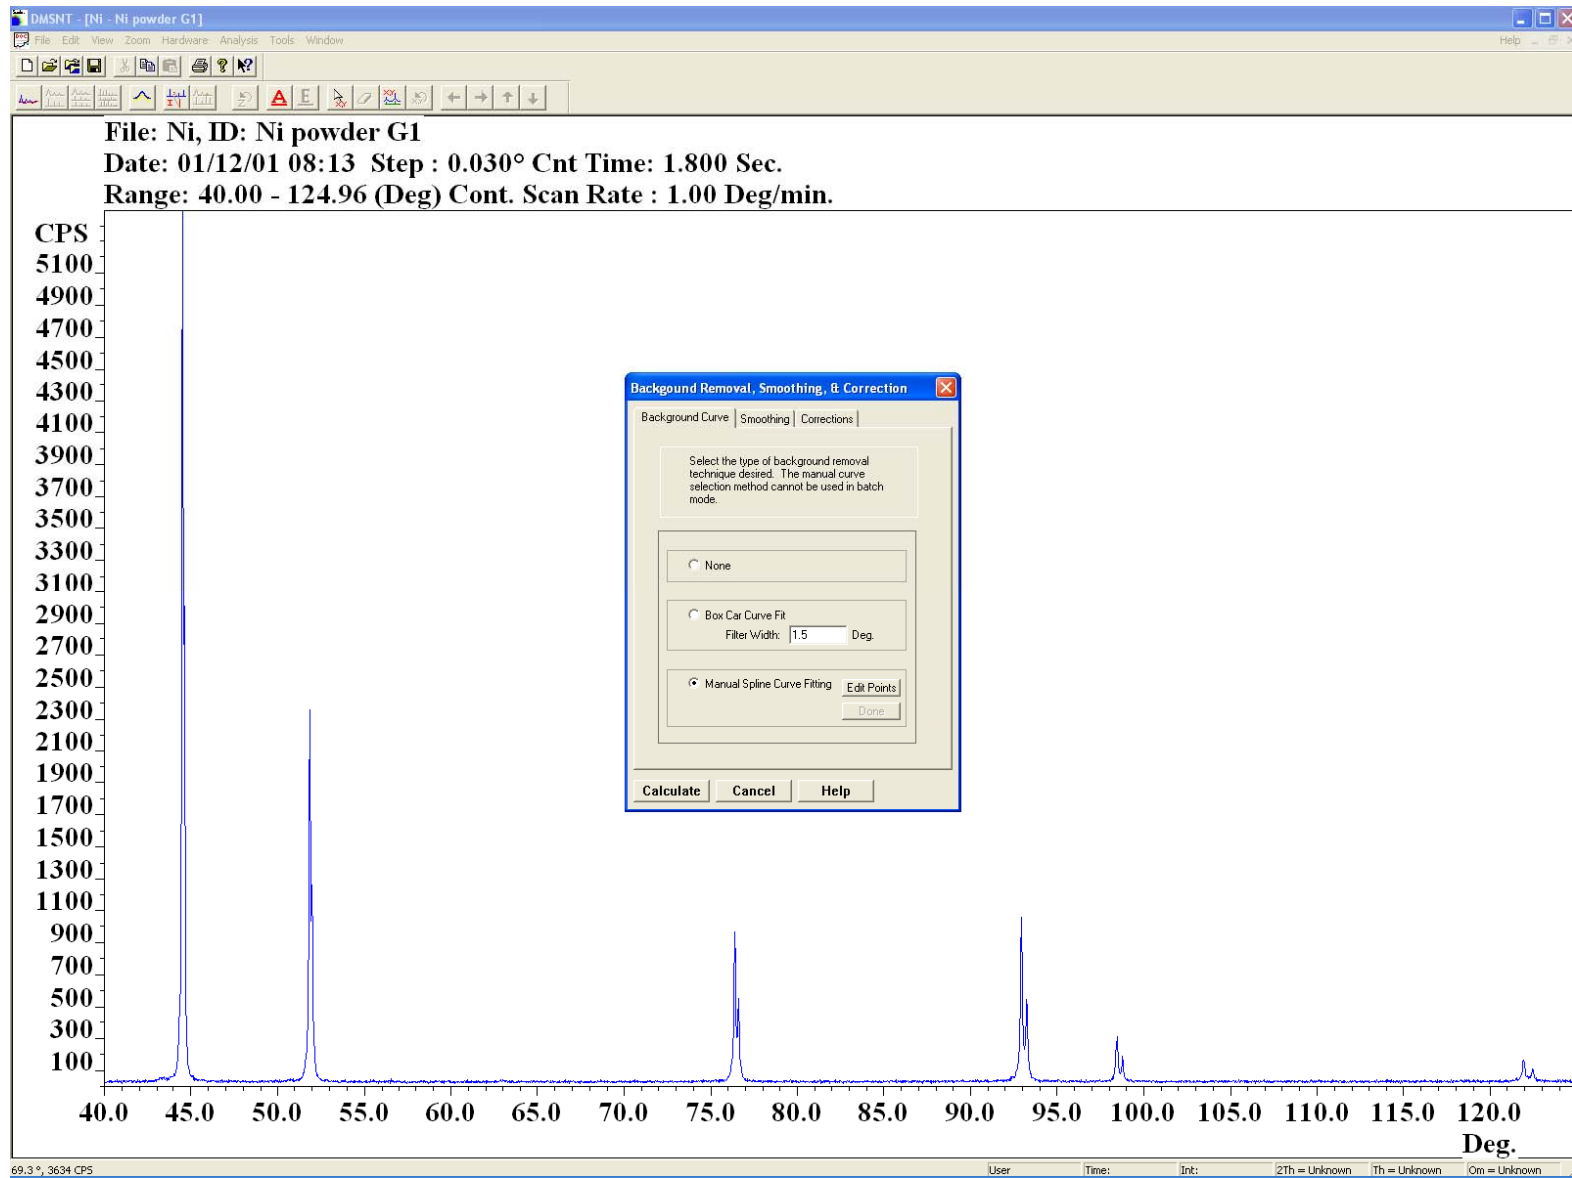 DMSNT - [Ni - Ni powder G1]
File Edit View Zoom Hardware Analysis Tools Window Help
File: Ni, ID: Ni powder G1
Date: 01/12/01 08:13 Step : 0.030° Cnt Time: 1.800 Sec.
Range: 40.00 - 124.96 (Deg) Cont. Scan Rate : 1.00 Deg/min.
CPS
5100
4900
4700
4500
4300
4100
3900
3700
3500
3300
3100
2900
2700
2500
2300
2100
1900
1700
1500
1300
1100
900
700
500
300
100
Backgound Removal, Smoothing, & Correction
Background Curve Smoothing Corrections
Select the type of background removal
technique desired. The manual curve
selection method cannot be used in batch
mode.
None
Box Car Curve Fit
Filter Width: 1.5 Deg.
Manual Spline Curve Fitting Edit Points
Done
Calculate Cancel Help
40.0 45.0 50.0 55.0 60.0 65.0 70.0 75.0 80.0 85.0 90.0 95.0 100.0 105.0 110.0 115.0 120.0
Deg.
69.3 °, 3634 CPS User Time: Int: 2Th = Unknown Th = Unknown Om = Unknown